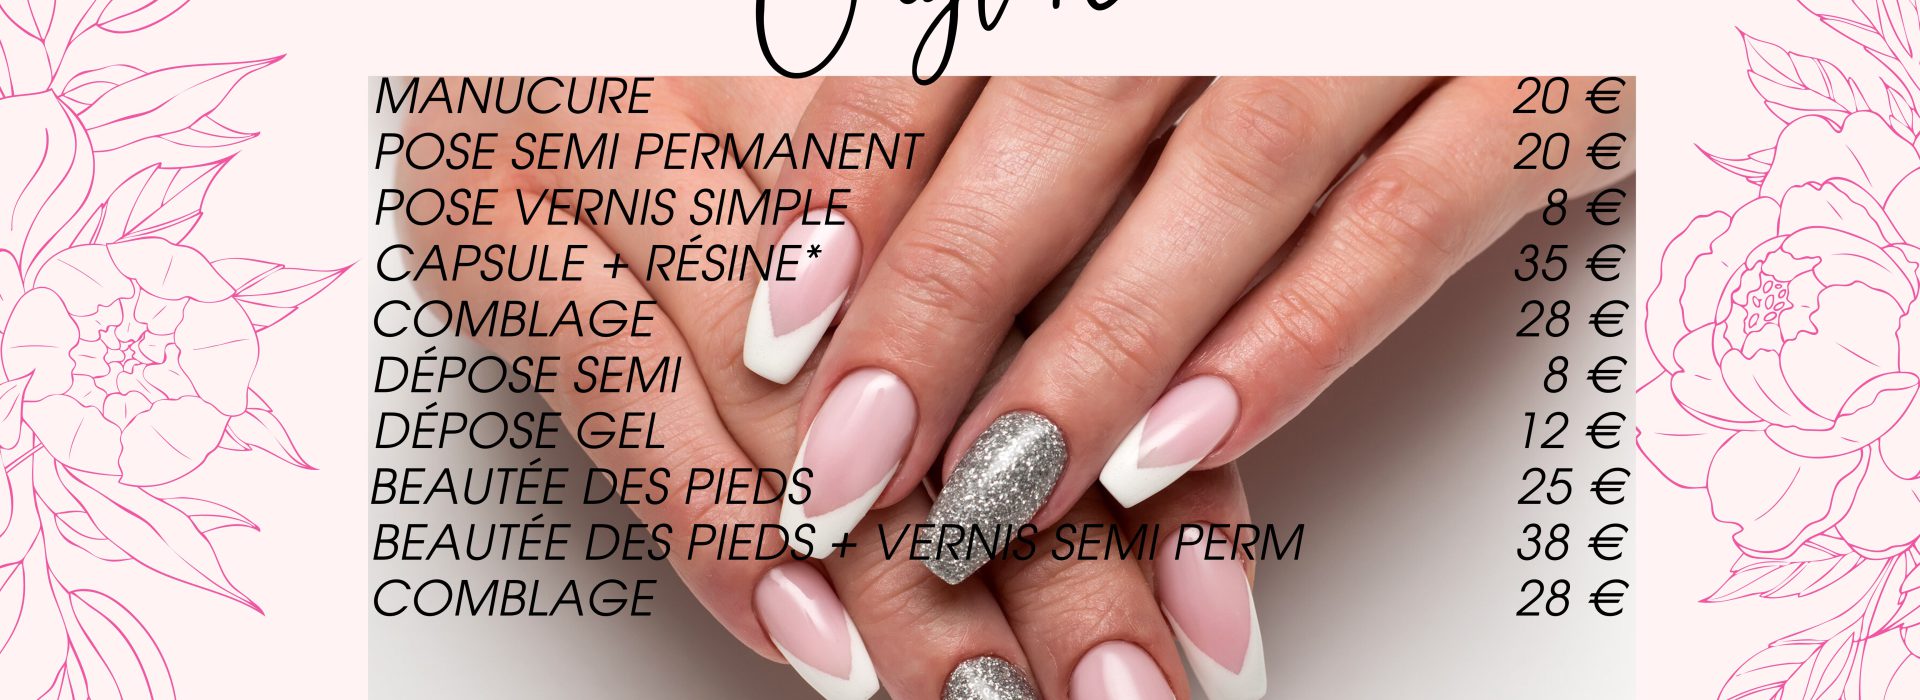 MANUCURE 20 €
POSE SEMI PERMANENT 20 €
POSE VERNIS SIMPLE 8 €
CAPSULE + RÉSINE* 35 €
COMBLAGE 28 €
DÉPOSE SEMI 8 €
DÉPOSE GEL 12 €
BEAUTÉE DES PIEDS 25 €
BEAUTÉE DES PIEDS + VERNIS SEMI PERM 38 €
COMBLAGE 28 €